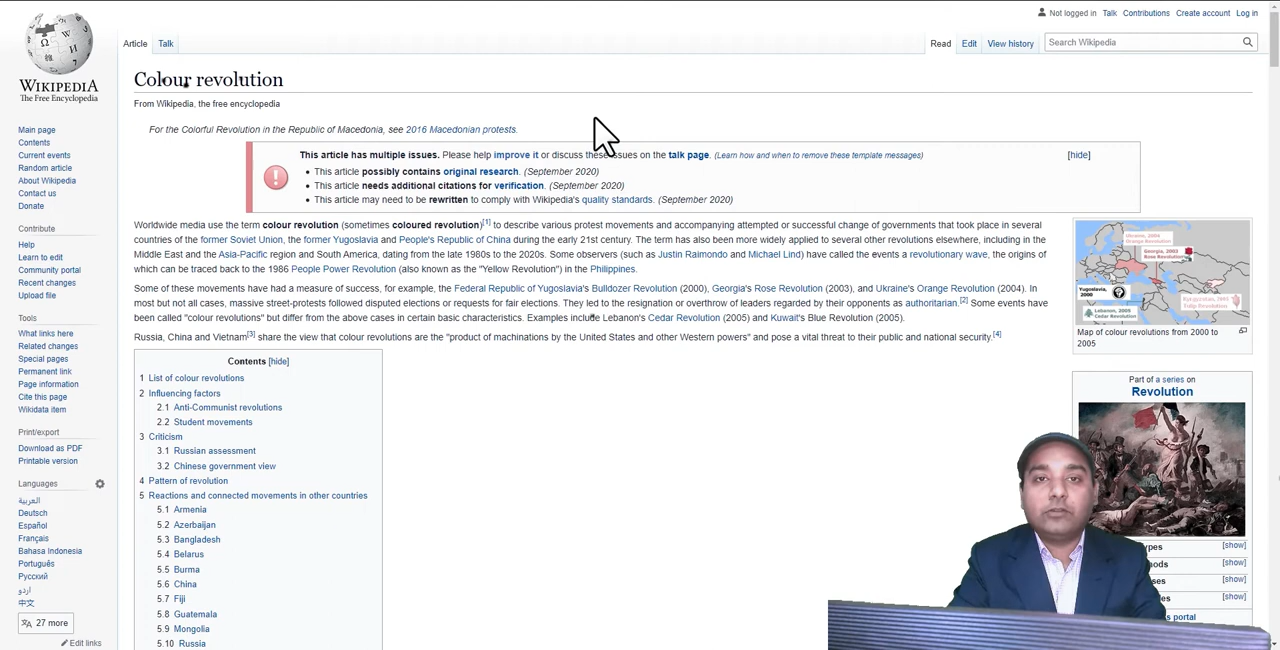 Not logged in Talk Contributions Create account Log in
WIKIPEDIA
The Free Encyclopedia
Article Talk
Read Edit View history
Search Wikipedia
Colour revolution
From Wikipedia, the free encyclopedia
For the Colorful Revolution in the Republic of Macedonia, see 2016 Macedonian protests.
This article has multiple issues. Please help improve it or discuss these issues on the talk page. (Learn how and when to remove these template messages)
[hide]
• This article possibly contains original research. (September 2020)
• This article needs additional citations for verification. (September 2020)
• This article may need to be rewritten to comply with Wikipedia's quality standards. (September 2020)
Worldwide media use the term colour revolution (sometimes coloured revolution)[1] to describe various protest movements and accompanying attempted or successful change of governments that took place in several
countries of the former Soviet Union, the former Yugoslavia and People's Republic of China during the early 21st century. The term has also been more widely applied to several other revolutions elsewhere, including in the
Middle East and the Asia-Pacific region and South America, dating from the to the 2020s. Some observers (such as Justin Raimondo and Michael Lind) have called the events a revolutionary wave, the origins of
which can be traced back to the 1986 People Power Revolution (also known as the "Yellow Revolution") in the Philippines.
Some of these movements have had a measure of success, for example, the Federal Republic of Yugoslavia's Bulldozer Revolution (2000), Georgia's Rose Revolution (2003), and Ukraine's Orange Revolution (2004). In
most but not all cases, massive street-protests followed disputed elections or requests for fair elections. They led to the resignation or overthrow of leaders regarded by their opponents as authoritarian.[2] Some events have
been called "colour revolutions" but differ from the above cases in certain basic characteristics. Examples include Lebanon's Cedar Revolution (2005) and Kuwait's Blue Revolution (2005).
Russia, China and Vietnam[3] share the view that colour revolutions are the "product of machinations by the United States and other Western powers" and pose a vital threat to their public and national security.[4]
Contents [hide]
1 List of colour revolutions
2 Influencing factors
2.1 Anti-Communist revolutions
2.2 Student movements
3 Criticism
3.1 Russian assessment
3.2 Chinese government view
4 Pattern of revolution
5 Reactions and connected movements in other countries
5.1 Armenia
5.2 Azerbaijan
5.3 Bangladesh
5.4 Belarus
5.5 Burma
5.6 China
5.7 Fiji
5.8 Guatemala
5.9 Mongolia
5.10 Russia
Ukraine, 2004
Orange Revolution
Georgia, 2003
Rose Revolution
Yugoslavia,
2000
Kyrgyzstan, 2005
Tulip Revolution
Lebanon, 2005
Cedar Revolution
Map of colour revolutions from 2000 to
2005
Part of a series on
Revolution
[show]
[show]
[show]
[show]
portal
Main page
Contents
Current events
Random article
About Wikipedia
Contact us
Donate
Contribute
Help
Learn to edit
Community portal
Recent changes
Upload file
Tools
What links here
Related changes
Special pages
Permanent link
Page information
Cite this page
Wikidata item
Print/export
Download as PDF
Printable version
Languages
العربية
Deutsch
Español
Français
Bahasa Indonesia
Português
Русский
اردو
中文
27 more
Edit links